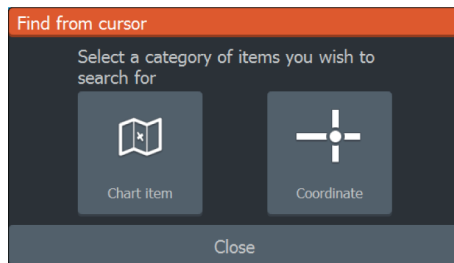 Find from cursor
Select a category of items you wish to
search for
Chart item
Coordinate
Close